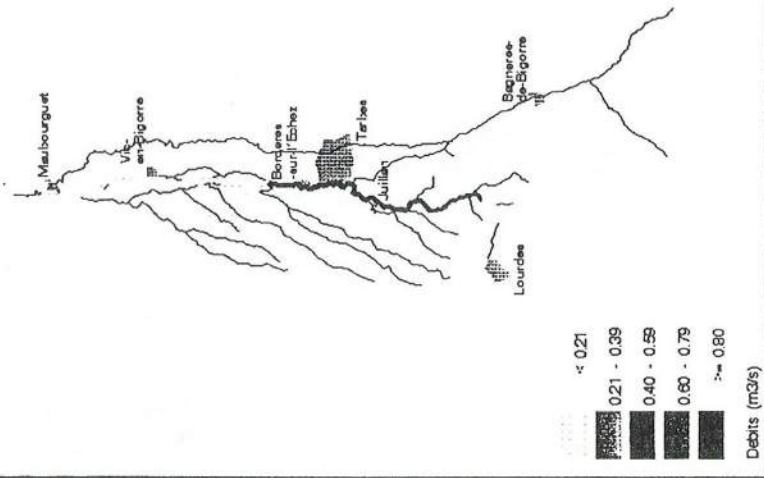 Maubourguet
Vic-
en-Bigorre
Borderes
-sur-l'Echez
Tarbes
Juillan
Bagneres-
de-Bigorre
Lourdes
< 0.21
0.21 - 0.39
0.40 - 0.59
0.60 - 0.79
>= 0.80
Debits (m3/s)